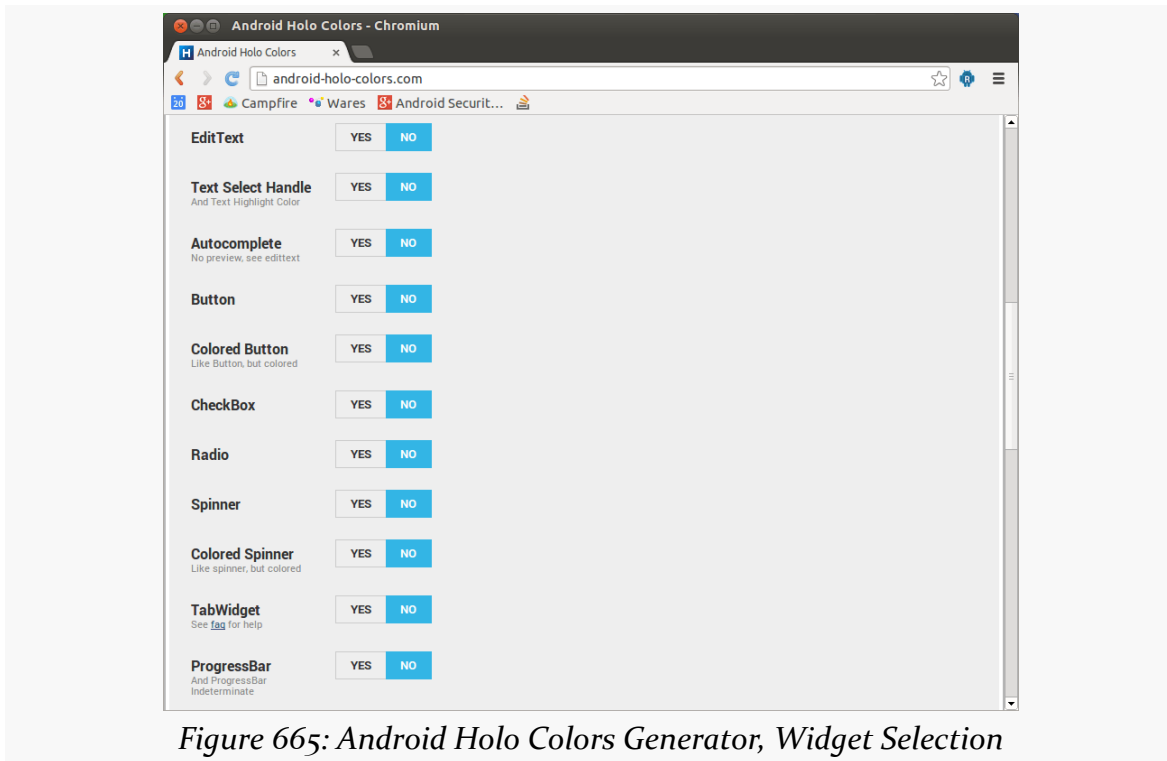 Android Holo Colors - Chromium
Android Holo Colors
android-holo-colors.com
20 8+ Campfire Wares 8+ Android Securit...
EditText YES NO
Text Select Handle YES NO
And Text Highlight Color
Autocomplete YES NO
No preview, see edittext
Button YES NO
Colored Button YES NO
Like Button, but colored
CheckBox YES NO
Radio YES NO
Spinner YES NO
Colored Spinner YES NO
Like spinner, but colored
TabWidget YES NO
See faq for help
ProgressBar YES NO
And ProgressBar
Indeterminate
Figure 665: Android Holo Colors Generator, Widget Selection